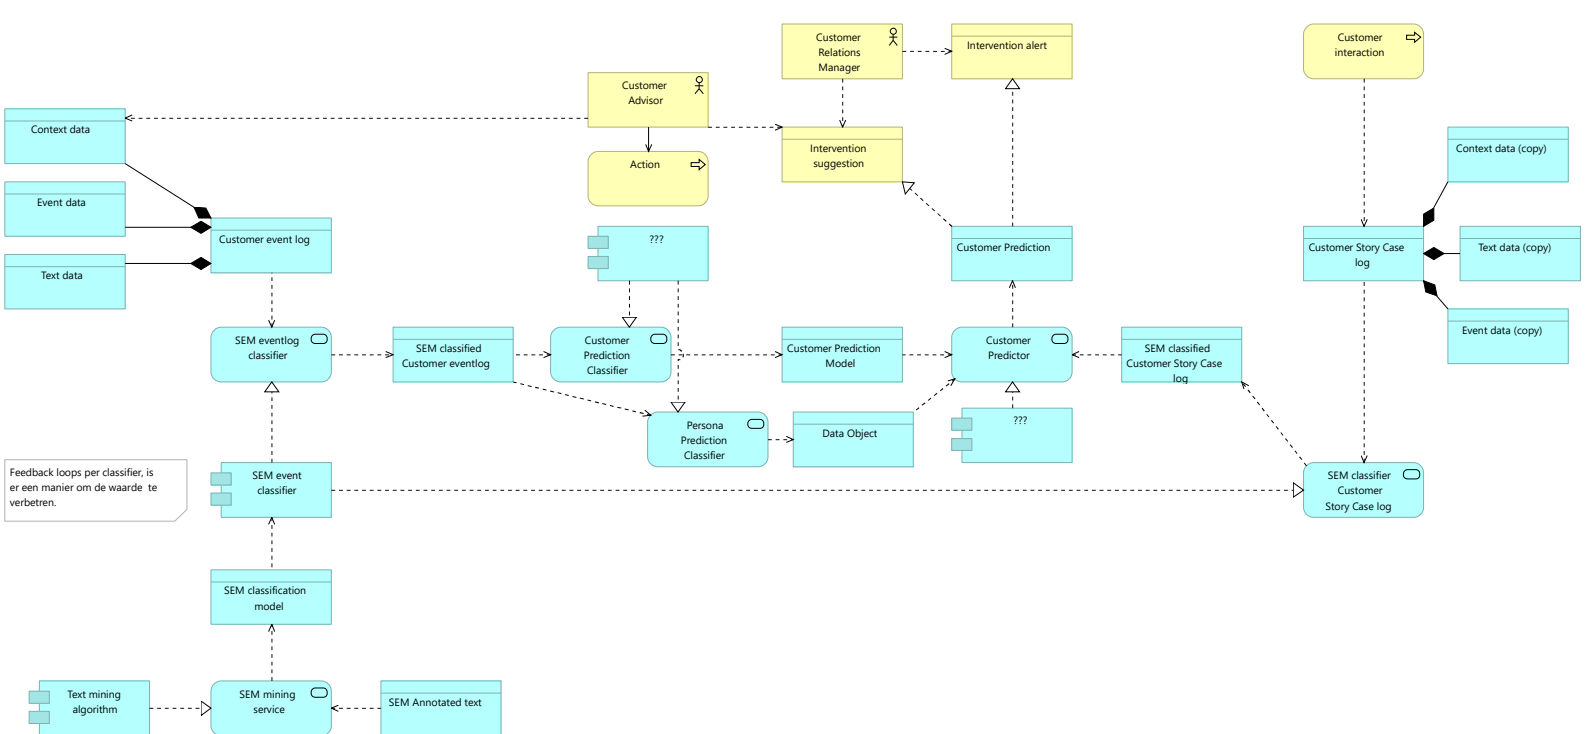 Customer
Relations
Manager
Intervention alert
Customer
interaction
Customer
Advisor
Context data
Intervention
suggestion
Context data (copy)
Action
Event data
Customer event log
???
Customer Prediction
Customer Story Case
log
Text data (copy)
Text data
Event data (copy)
SEM eventlog
classifier
SEM classified
Customer eventlog
Customer
Prediction
Classifier
Customer Prediction
Model
Customer
Predictor
SEM classified
Customer Story Case
log
Persona
Prediction
Classifier
Data Object
???
Feedback loops per classifier, is
er een manier om de waarde te
verbetren.
SEM event
classifier
SEM classifier
Customer
Story Case log
SEM classification
model
Text mining
algorithm
SEM mining
service
SEM Annotated text